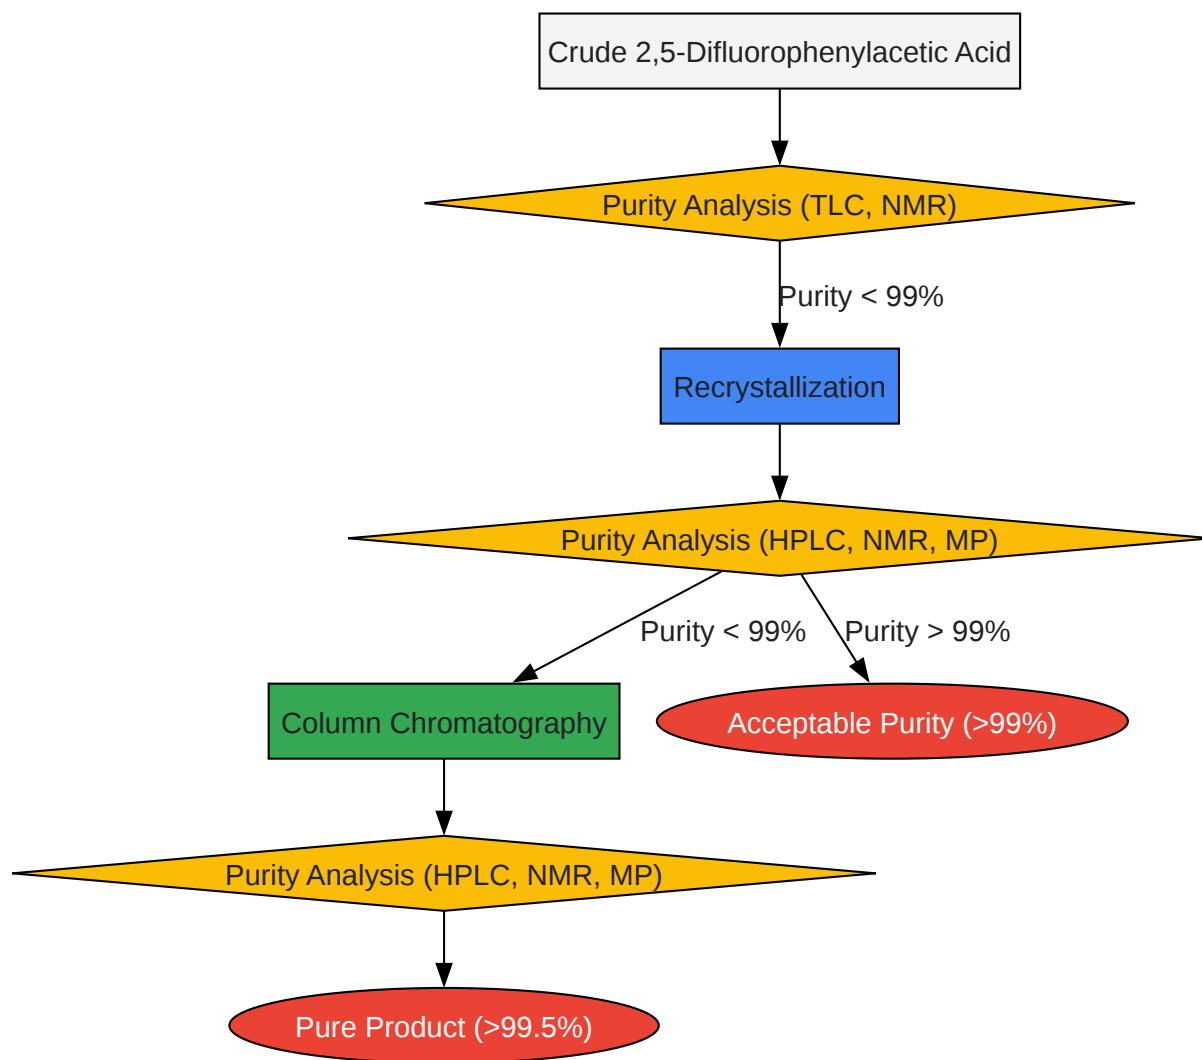 Crude 2,5-Difluorophenylacetic Acid
Purity Analysis (TLC, NMR)
Purity < 99%
Recrystallization
Purity Analysis (HPLC, NMR, MP)
Purity < 99%
Purity > 99%
Column Chromatography
Acceptable Purity (>99%)
Purity Analysis (HPLC, NMR, MP)
Pure Product (>99.5%)